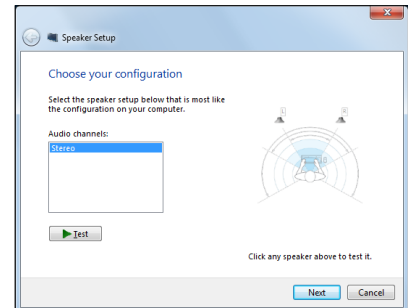 Speaker Setup
Choose your configuration
Select the speaker setup below that is most like
the configuration on your computer.
Audio channels:
Stereo
L
R
Test
Click any speaker above to test it.
Next
Cancel